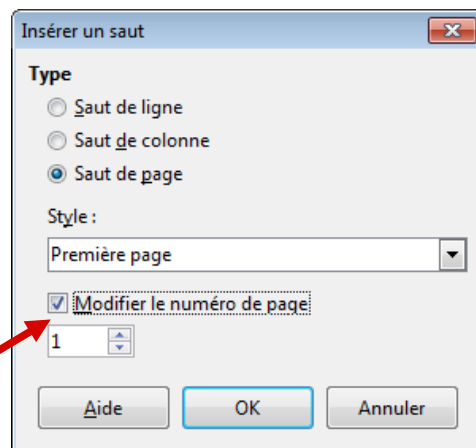 Insérer un saut
Type
Saut de ligne
Saut de colonne
Saut de page
Style :
Première page
Modifier le numéro de page
1
Aide
OK
Annuler